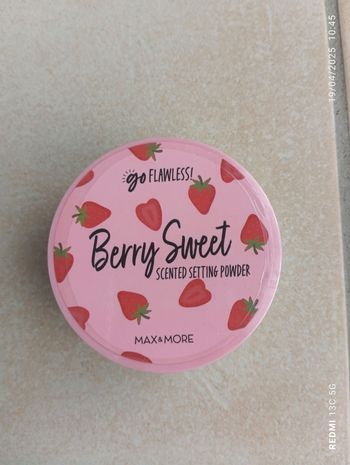 go FLAWLESS!
Berry Sweet
SCENTED SETTING POWDER
MAX&MORE
19/04/2025 10:45
REDMI 13C 5G